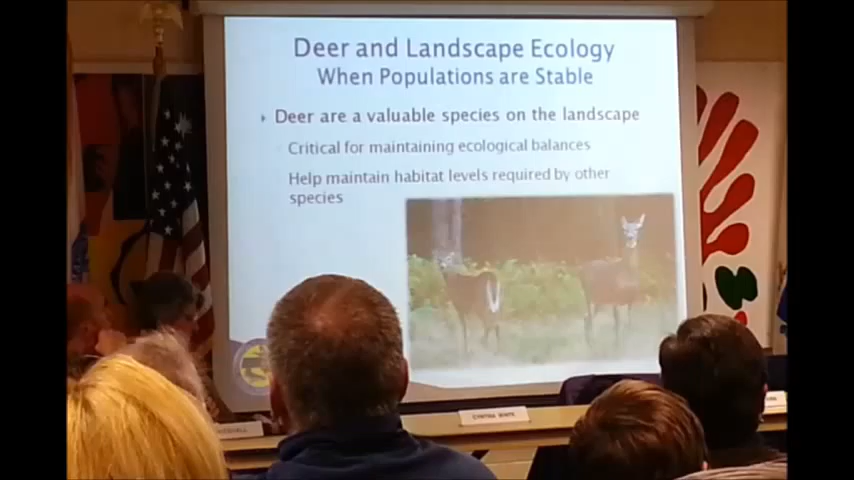 Deer and Landscape Ecology
When Populations are Stable
Deer are a valuable species on the landscape
Critical for maintaining ecological balances
Help maintain habitat levels required by other
species